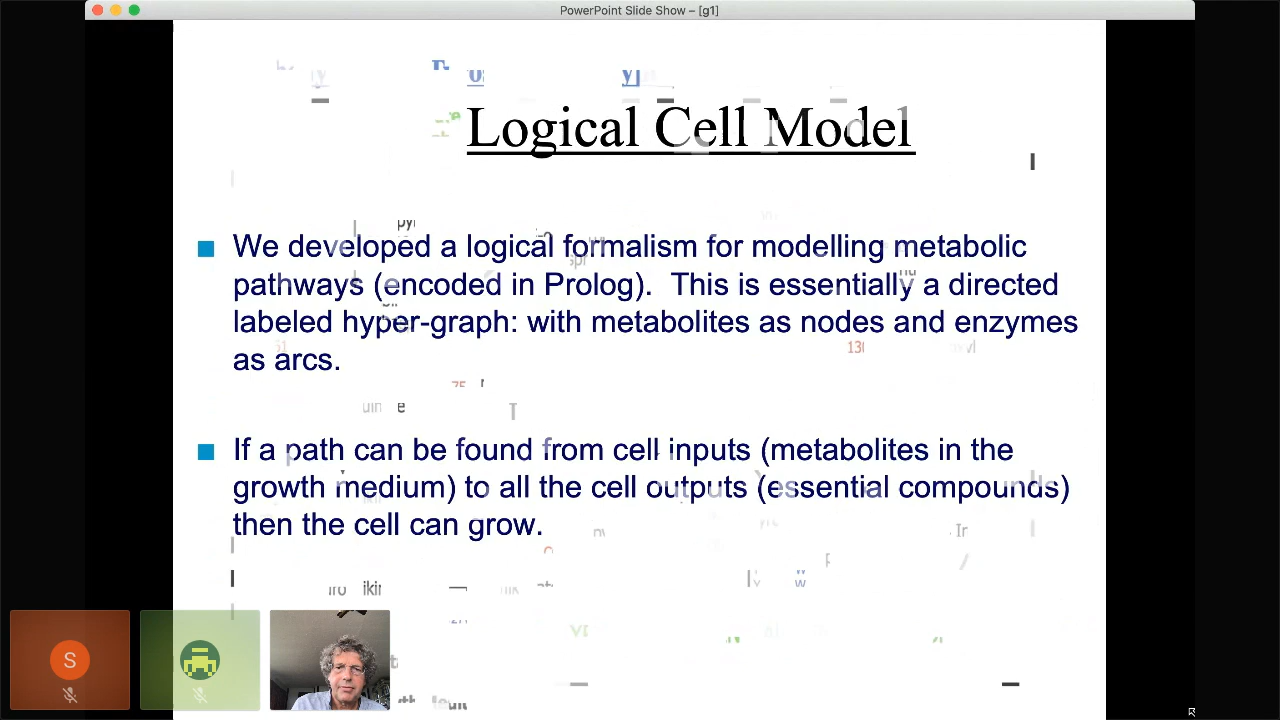 PowerPoint Slide Show – [g1]
Logical Cell Model
We developed a logical formalism for modelling metabolic
pathways (encoded in Prolog). This is essentially a directed
labeled hyper-graph: with metabolites as nodes and enzymes
as arcs.
If a path can be found from cell inputs (metabolites in the
growth medium) to all the cell outputs (essential compounds)
then the cell can grow.
S